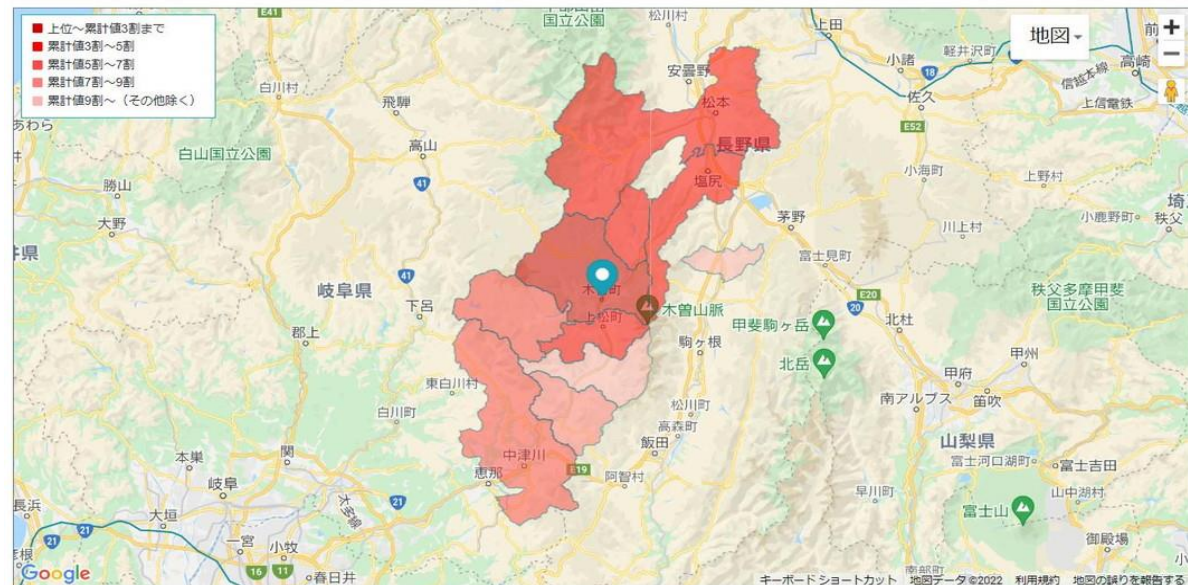 上位～累計値3割まで
累計値3割～5割
累計値5割～7割
累計値7割～9割
累計値9割～（その他除く）
地図
E41
国立公園
松川村
上田
小諸
軽井沢町
18
信越本線
高崎
上信電鉄
安曇野
白川村
飛騨
松本
佐久
E52
あわら
白山国立公園
高山
41
長野県
塩尻
小海町
上野村
勝山
小鹿野町
秩父
大野
茅野
川上村
富士見町
井県
岐阜県
41
下呂
木曽山脈
上松町
駒ヶ根
甲斐駒ヶ岳
20
E20
北杜
秩父多摩甲斐
国立公園
郡上
北岳
甲州
甲府
東白川村
白川町
松川町
高森町
南アルプス
笛吹
山梨県
中津川
恵那
飯田
E19
阿智村
富士河口湖町
富士吉田
本巣
関
岐阜
21
太多線
早川町
山中湖村
富士山
長浜
大垣
21
21
一宮
小牧
16
11
春日井
御殿場
彦根
南部町
Google
キーボード ショートカット
地図データ ©2022
利用規約
地図の誤りを報告する